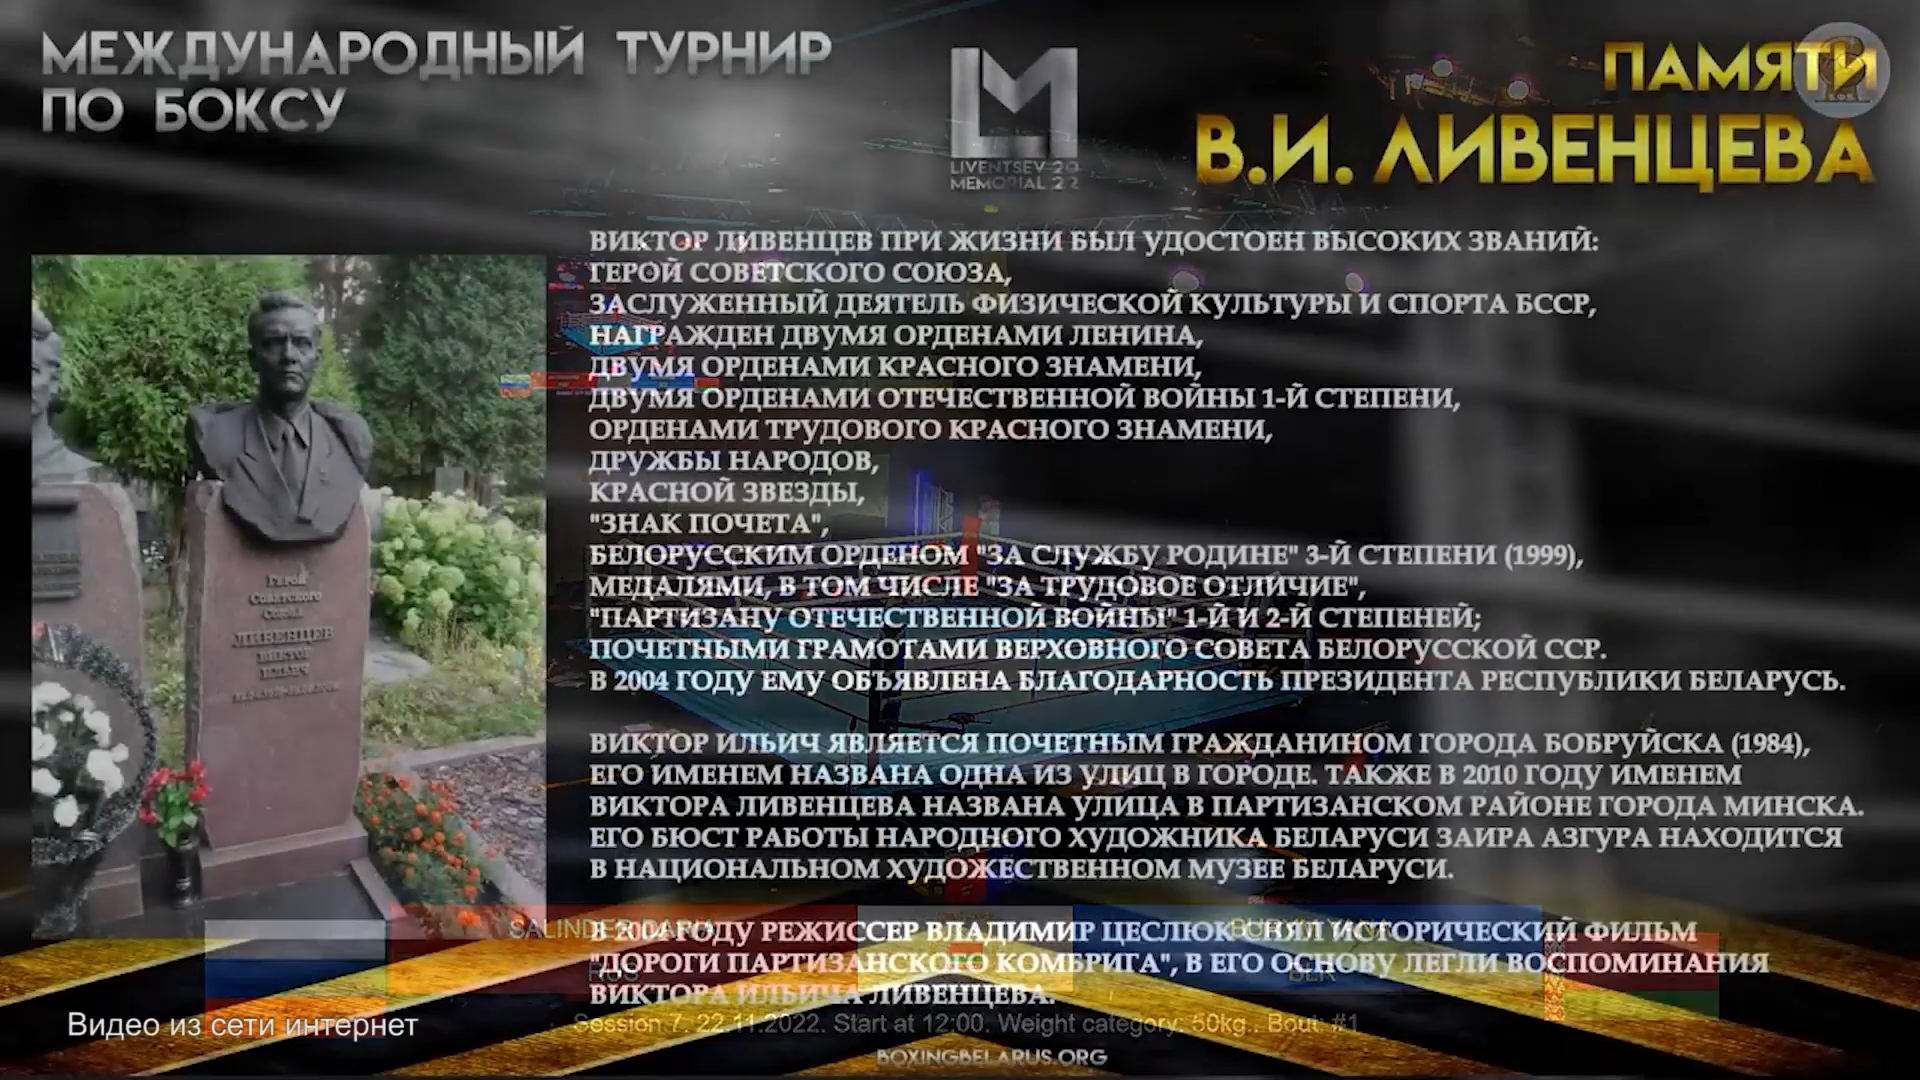 МЕЖДУНАРОДНЫЙ ТУРНИР
ПО БОКСУ
LIVENTSEV 20
MEMORIAL 22
ПАМЯТИ
В.И. ЛИВЕНЦЕВА
ВИКТОР ЛИВЕНЦЕВ ПРИ ЖИЗНИ БЫЛ УДОСТОЕН ВЫСОКИХ ЗВАНИЙ:
ГЕРОЙ СОВЕТСКОГО СОЮЗА,
ЗАСЛУЖЕННЫЙ ДЕЯТЕЛЬ ФИЗИЧЕСКОЙ КУЛЬТУРЫ И СПОРТА БССР,
НАГРАЖДЕН ДВУМЯ ОРДЕНАМИ ЛЕНИНА,
ДВУМЯ ОРДЕНАМИ КРАСНОГО ЗНАМЕНИ,
ДВУМЯ ОРДЕНАМИ ОТЕЧЕСТВЕННОЙ ВОЙНЫ 1-Й СТЕПЕНИ,
ОРДЕНАМИ ТРУДОВОГО КРАСНОГО ЗНАМЕНИ,
ДРУЖБЫ НАРОДОВ,
КРАСНОЙ ЗВЕЗДЫ,
"ЗНАК ПОЧЕТА",
БЕЛОРУССКИМ ОРДЕНОМ "ЗА СЛУЖБУ РОДИНЕ" 3-Й СТЕПЕНИ (1999),
МЕДАЛЯМИ, В ТОМ ЧИСЛЕ "ЗА ТРУДОВОЕ ОТЛИЧИЕ",
"ПАРТИЗАНУ ОТЕЧЕСТВЕННОЙ ВОЙНЫ" 1-Й И 2-Й СТЕПЕНЕЙ;
ПОЧЕТНЫМИ ГРАМОТАМИ ВЕРХОВНОГО СОВЕТА БЕЛОРУССКОЙ ССР.
В 2004 ГОДУ ЕМУ ОБЪЯВЛЕНА БЛАГОДАРНОСТЬ ПРЕЗИДЕНТА РЕСПУБЛИКИ БЕЛАРУСЬ.
ВИКТОР ИЛЬИЧ ЯВЛЯЕТСЯ ПОЧЕТНЫМ ГРАЖДАНИНОМ ГОРОДА БОБРУЙСКА (1984),
ЕГО ИМЕНЕМ НАЗВАНА ОДНА ИЗ УЛИЦ В ГОРОДЕ. ТАКЖЕ В 2010 ГОДУ ИМЕНЕМ
ВИКТОРА ЛИВЕНЦЕВА НАЗВАНА УЛИЦА В ПАРТИЗАНСКОМ РАЙОНЕ ГОРОДА МИНСКА.
ЕГО БЮСТ РАБОТЫ НАРОДНОГО ХУДОЖНИКА БЕЛАРУСИ ЗАИРА АЗГУРА НАХОДИТСЯ
В НАЦИОНАЛЬНОМ ХУДОЖЕСТВЕННОМ МУЗЕЕ БЕЛАРУСИ.
В 2004 ГОДУ РЕЖИССЕР ВЛАДИМИР ЦЕСЛЮК СНЯЛ ИСТОРИЧЕСКИЙ ФИЛЬМ
"ДОРОГИ ПАРТИЗАНСКОГО КОМБРИГА", В ЕГО ОСНОВУ ЛЕГЛИ ВОСПОМИНАНИЯ
ВИКТОРА ИЛЬИЧА ЛИВЕНЦЕВА.
Герой
Советского
Союза
ЛИВЕНЦЕВ
ВИКТОР
ИЛЬИЧ
RUS
BLR
Session 7. 22.11.2022. Start at 12:00. Weight category: 50kg.. Bout: #1
Видео из сети интернет
BOXINGBELARUS.ORG